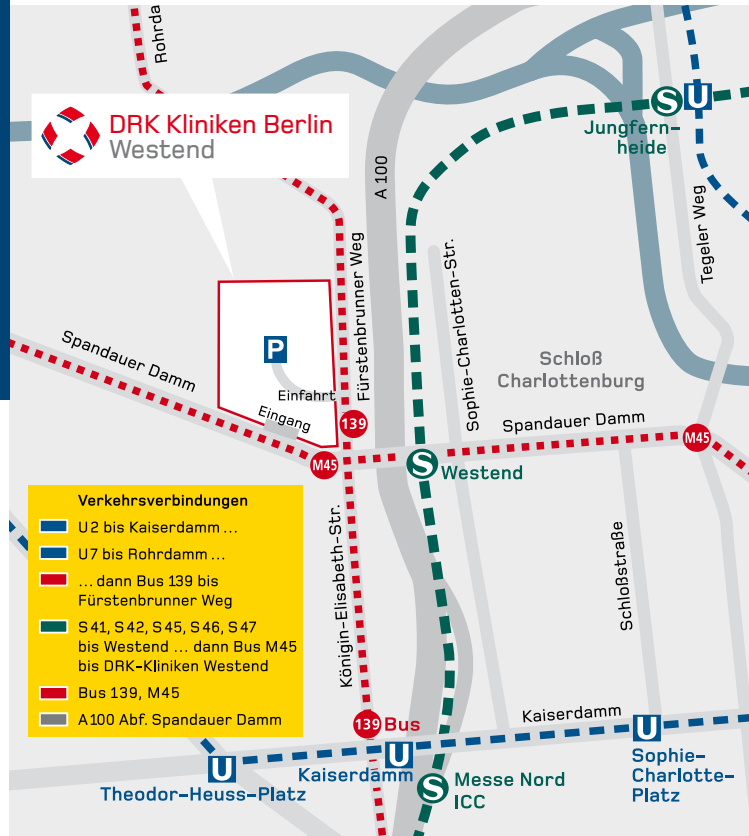 Rohrda
DRK Kliniken Berlin
Westend
A 100
Fürstenbrunner Weg
S
U
Jungfern-
heide
Tegeler Weg
Sophie-Charlotten-Str.
Schloß
Charlottenburg
Spandauer Damm
P
Einfahrt
Eingang
139
M45
S
Westend
Spandauer Damm
M45
Verkehrsverbindungen
U2 bis Kaiserdamm ...
U7 bis Rohrdamm ...
... dann Bus 139 bis
Fürstenbrunner Weg
S41, S42, S45, S46, S47
bis Westend ... dann Bus M45
bis DRK-Kliniken Westend
Bus 139, M45
A100 Abf. Spandauer Damm
Königin-Elisabeth-Str.
Schloßstraße
139 Bus
Kaiserdamm
U
Theodor-Heuss-Platz
U
Kaiserdamm
S
Messe Nord
ICC
U
Sophie-
Charlotte-
Platz